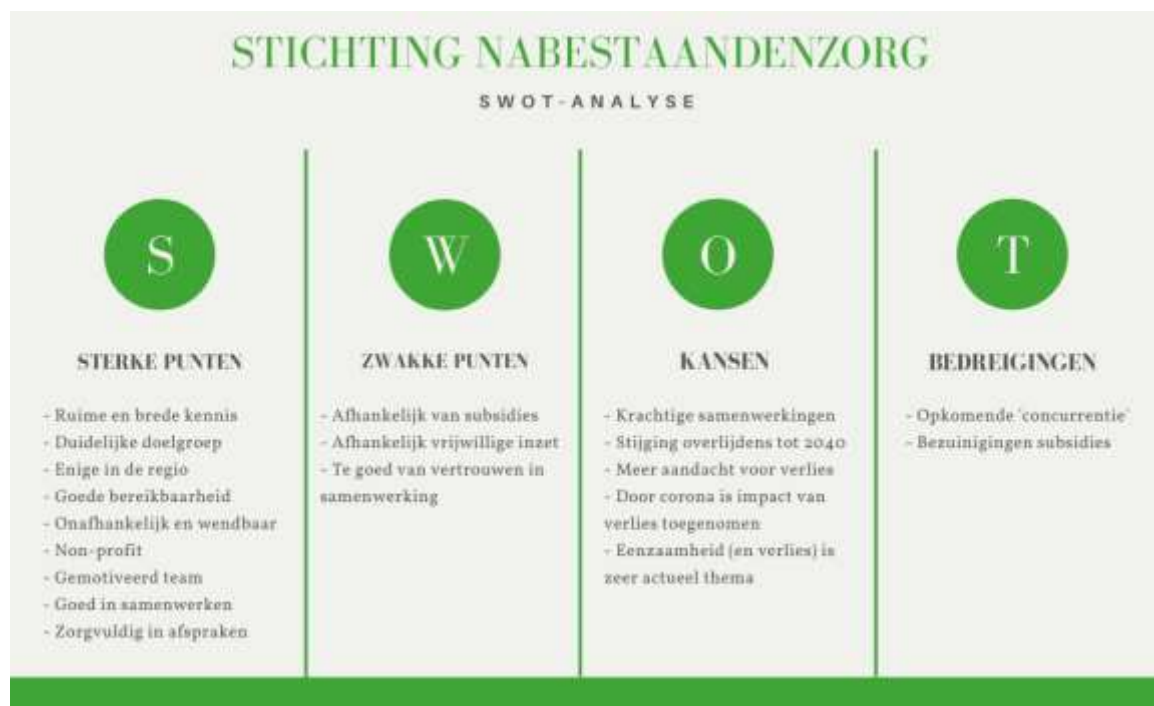 STICHTING NABESTAANDENZORG
SWOT-ANALYSE
S
STERKE PUNTEN
- Ruime en brede kennis
- Duidelijke doelgroep
- Enige in de regio
- Goede bereikbaarheid
- Onafhankelijk en wendbaar
- Non-profit
- Gemotiveerd team
- Goed in samenwerken
- Zorgvuldig in afspraken
W
ZWAKKE PUNTEN
- Afhankelijk van subsidies
- Afhankelijk vrijwillige inzet
- Te goed van vertrouwen in
samenwerking
O
KANSEN
- Krachtige samenwerkingen
- Stijging overlijdens tot 2040
- Meer aandacht voor verlies
- Door corona is impact van
verlies toegenomen
- Eenzaamheid (en verlies) is
zeer actueel thema
T
BEDREIGINGEN
- Opkomende 'concurrentie'
- Bezuinigingen subsidies